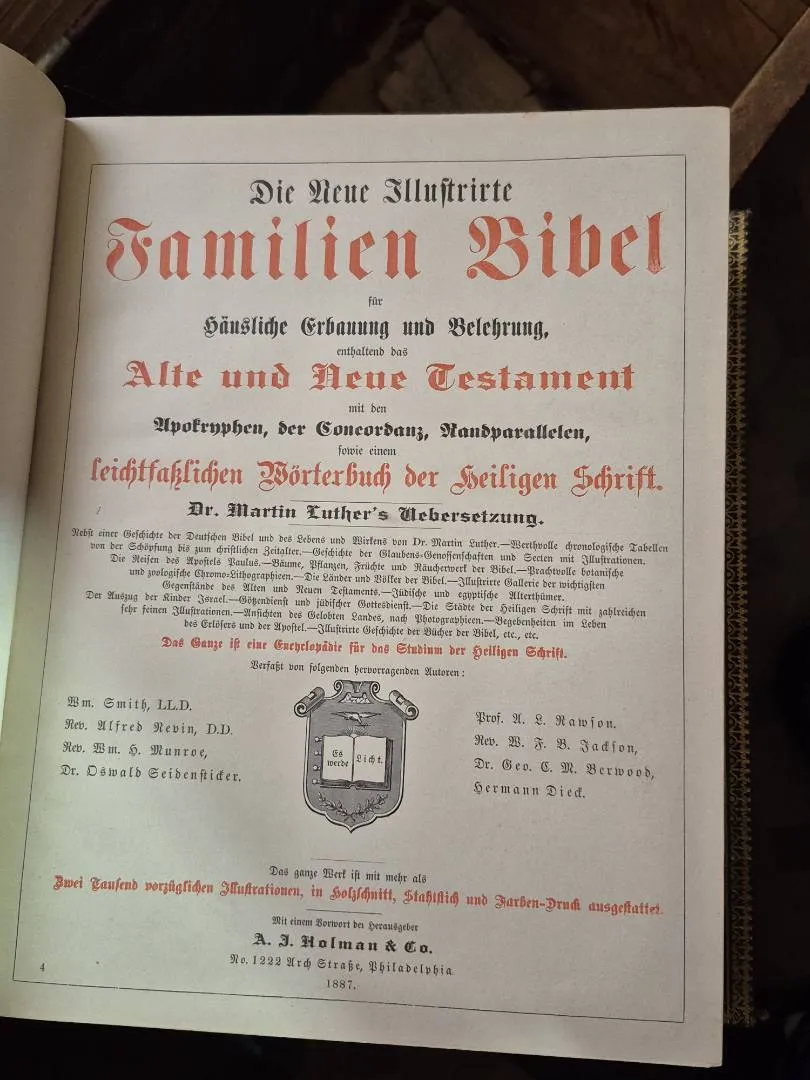 Die Neue Illustrirte
Familien Bibel
für
Häusliche Erbauung und Belehrung,
enthaltend das
Alte und Neue Testament
mit den
Apokryphen, der Concordanz, Randparallelen,
sowie einem
leichtfaßlichen Wörterbuch der Heiligen Schrift.
Dr. Martin Luther's Uebersetzung.
Nebst einer Geschichte der Deutschen Bibel und des Lebens und Wirkens von Dr. Martin Luther.—Werthvolle chronologische Tabellen
von der Schöpfung bis zum christlichen Zeitalter.—Geschichte der Glaubens-Genossenschaften und Secten mit Illustrationen.
Die Reisen des Apostels Paulus.—Bäume, Pflanzen, Früchte und Räucherwerk der Bibel.—Prachtvolle botanische
und zoologische Chromo-Lithographieen.—Die Länder und Völker der Bibel.—Illustrirte Gallerie der wichtigsten
Gegenstände des Alten und Neuen Testaments.—Jüdische und egyptische Alterthümer.
Der Auszug der Kinder Israel.—Götzendienst und jüdischer Gottesdienst.—Die Städte der Heiligen Schrift mit zahlreichen
sehr feinen Illustrationen.—Ansichten des Gelobten Landes, nach Photographieen.—Begebenheiten im Leben
des Erlösers und der Apostel.—Illustrirte Geschichte der Bücher der Bibel, etc., etc.
Das Ganze ist eine Encyclopädie für das Studium der Heiligen Schrift.
Verfaßt von folgenden hervorragenden Autoren:
Wm. Smith, LL.D.
Rev. Alfred Nevin, D.D.
Rev. Wm. H. Munroe,
Dr. Oswald Seidensticker.
Es werde Licht.
Prof. A. L. Rawson.
Rev. W. F. B. Jackson,
Dr. Geo. C. M. Berwood,
Hermann Dieck.
Das ganze Werk ist mit mehr als
Zwei Tausend vorzüglichen Illustrationen, in Holzschnitt, Stahlstich und Farben-Druck ausgestattet.
Mit einem Vorwort der Herausgeber
A. J. Holman & Co.
No. 1222 Arch Straße, Philadelphia
1887.
4